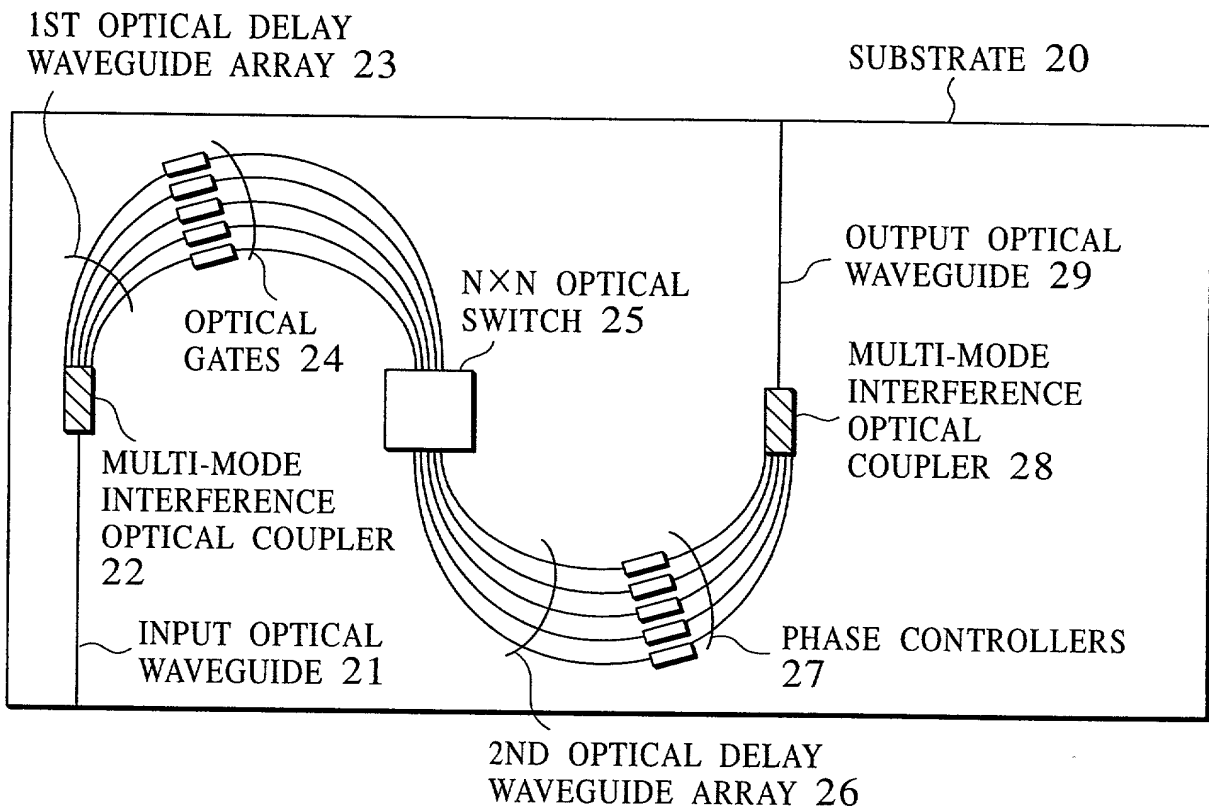 1ST OPTICAL DELAY
WAVEGUIDE ARRAY 23
SUBSTRATE 20
OUTPUT OPTICAL
WAVEGUIDE 29
N×N OPTICAL
SWITCH 25
OPTICAL
GATES 24
MULTI-MODE
INTERFERENCE
OPTICAL
COUPLER 28
MULTI-MODE
INTERFERENCE
OPTICAL COUPLER
22
INPUT OPTICAL
WAVEGUIDE 21
PHASE CONTROLLERS
27
2ND OPTICAL DELAY
WAVEGUIDE ARRAY 26